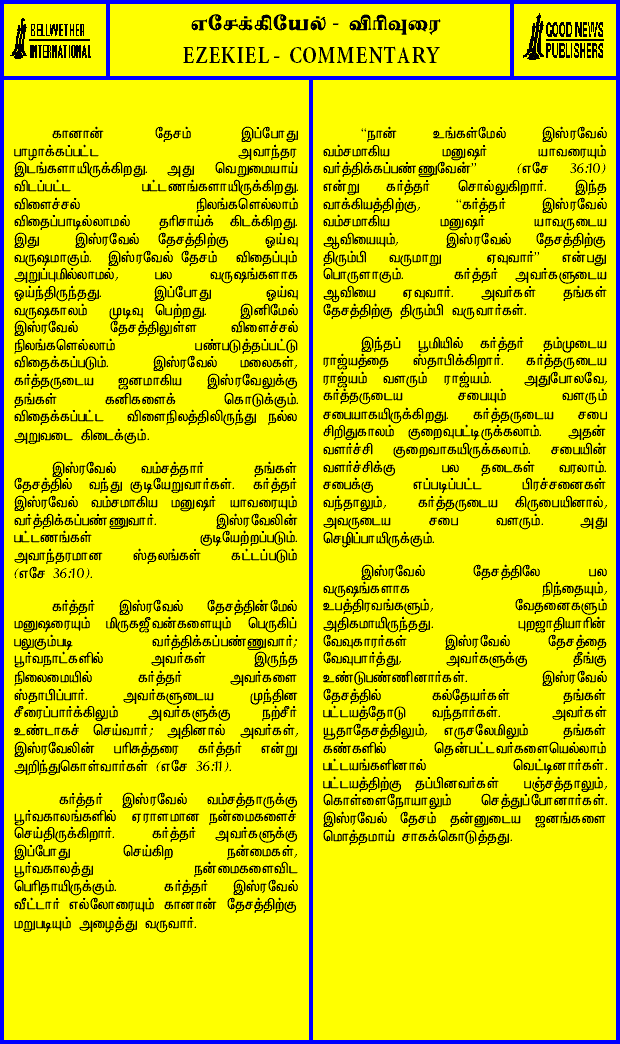 BELLWETHER
INTERNATIONAL
எசேக்கியேல் - விரிவுரை
EZEKIEL - COMMENTARY
GOOD NEWS
PUBLISHERS
கானான் தேசம் இப்போது
பாழாக்கப்பட்ட அவாந்தர
இடங்களாயிருக்கிறது. அது வெறுமையாய்
விடப்பட்ட பட்டணங்களாயிருக்கிறது.
விளைச்சல் நிலங்களெல்லாம்
விதைப்பாடில்லாமல் தரிசாய்க் கிடக்கிறது.
இது இஸ்ரவேல் தேசத்திற்கு ஓய்வு
வருஷமாகும். இஸ்ரவேல் தேசம் விதைப்பும்
அறுப்புமில்லாமல், பல வருஷங்களாக
ஓய்ந்திருந்தது. இப்போது ஓய்வு
வருஷகாலம் முடிவு பெற்றது. இனிமேல்
இஸ்ரவேல் தேசத்திலுள்ள விளைச்சல்
நிலங்களெல்லாம் பண்படுத்தப்பட்டு
விதைக்கப்படும். இஸ்ரவேல் மலைகள்,
கர்த்தருடைய ஜனமாகிய இஸ்ரவேலுக்கு
தங்கள் கனிகளைக் கொடுக்கும்.
விதைக்கப்பட்ட விளைநிலத்திலிருந்து நல்ல
அறுவடை கிடைக்கும்.
இஸ்ரவேல் வம்சத்தார் தங்கள்
தேசத்தில் வந்து குடியேறுவார்கள். கர்த்தர்
இஸ்ரவேல் வம்சமாகிய மனுஷர் யாவரையும்
வர்த்திக்கப்பண்ணுவார். இஸ்ரவேலின்
பட்டணங்கள் குடியேற்றப்படும்.
அவாந்தரமான ஸ்தலங்கள் கட்டப்படும்
(எசே 36:10).
கர்த்தர் இஸ்ரவேல் தேசத்தின்மேல்
மனுஷரையும் மிருகஜீவன்களையும் பெருகிப்
பலுகும்படி வர்த்திக்கப்பண்ணுவார்;
பூர்வநாட்களில் அவர்கள் இருந்த
நிலைமையில் கர்த்தர் அவர்களை
ஸ்தாபிப்பார். அவர்களுடைய முந்தின
சீரைப்பார்க்கிலும் அவர்களுக்கு நற்சீர்
உண்டாகச் செய்வார்; அதினால் அவர்கள்,
இஸ்ரவேலின் பரிசுத்தரை கர்த்தர் என்று
அறிந்துகொள்வார்கள் (எசே 36:11).
கர்த்தர் இஸ்ரவேல் வம்சத்தாருக்கு
பூர்வகாலங்களில் ஏராளமான நன்மைகளைச்
செய்திருக்கிறார். கர்த்தர் அவர்களுக்கு
இப்போது செய்கிற நன்மைகள்,
பூர்வகாலத்து நன்மைகளைவிட
பெரிதாயிருக்கும். கர்த்தர் இஸ்ரவேல்
வீட்டார் எல்லோரையும் கானான் தேசத்திற்கு
மறுபடியும் அழைத்து வருவார்.
“நான் உங்கள்மேல் இஸ்ரவேல்
வம்சமாகிய மனுஷர் யாவரையும்
வர்த்திக்கப்பண்ணுவேன்” (எசே 36:10)
என்று கர்த்தர் சொல்லுகிறார். இந்த
வாக்கியத்திற்கு, “கர்த்தர் இஸ்ரவேல்
வம்சமாகிய மனுஷர் யாவருடைய
ஆவியையும், இஸ்ரவேல் தேசத்திற்கு
திரும்பி வருமாறு ஏவுவார்” என்பது
பொருளாகும். கர்த்தர் அவர்களுடைய
ஆவியை ஏவுவார். அவர்கள் தங்கள்
தேசத்திற்கு திரும்பி வருவார்கள்.
இந்தப் பூமியில் கர்த்தர் தம்முடைய
ராஜ்யத்தை ஸ்தாபிக்கிறார். கர்த்தருடைய
ராஜ்யம் வளரும் ராஜ்யம். அதுபோலவே,
கர்த்தருடைய சபையும் வளரும்
சபையாகயிருக்கிறது. கர்த்தருடைய சபை
சிறிதுகாலம் குறைவுபட்டிருக்கலாம். அதன்
வளர்ச்சி குறைவாகயிருக்கலாம். சபையின்
வளர்ச்சிக்கு பல தடைகள் வரலாம்.
சபைக்கு எப்படிப்பட்ட பிரச்சனைகள்
வந்தாலும், கர்த்தருடைய கிருபையினால்,
அவருடைய சபை வளரும். அது
செழிப்பாயிருக்கும்.
இஸ்ரவேல் தேசத்திலே பல
வருஷங்களாக நிந்தையும்,
உபத்திரவங்களும், வேதனைகளும்
அதிகமாயிருந்தது. புறஜாதியாரின்
வேவுகாரர்கள் இஸ்ரவேல் தேசத்தை
வேவுபார்த்து, அவர்களுக்கு தீங்கு
உண்டுபண்ணினார்கள். இஸ்ரவேல்
தேசத்தில் கல்தேயர்கள் தங்கள்
பட்டயத்தோடு வந்தார்கள். அவர்கள்
யூதாதேசத்திலும், எருசலேமிலும் தங்கள்
கண்களில் தென்பட்டவர்களையெல்லாம்
பட்டயங்களினால் வெட்டினார்கள்.
பட்டயத்திற்கு தப்பினவர்கள் பஞ்சத்தாலும்,
கொள்ளைநோயாலும் செத்துப்போனார்கள்.
இஸ்ரவேல் தேசம் தன்னுடைய ஜனங்களை
மொத்தமாய் சாகக்கொடுத்தது.